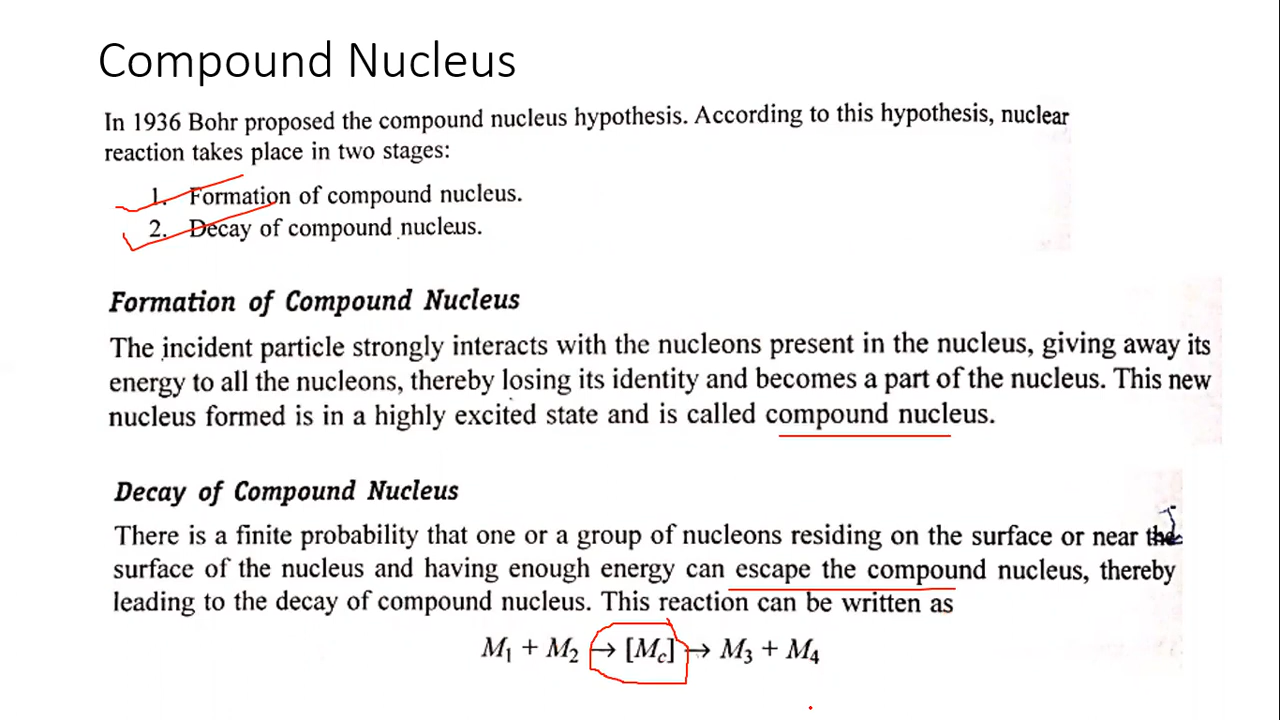 Compound Nucleus
In 1936 Bohr proposed the compound nucleus hypothesis. According to this hypothesis, nuclear
reaction takes place in two stages:
1. Formation of compound nucleus.
2. Decay of compound nucleus.
Formation of Compound Nucleus
The incident particle strongly interacts with the nucleons present in the nucleus, giving away its
energy to all the nucleons, thereby losing its identity and becomes a part of the nucleus. This new
nucleus formed is in a highly excited state and is called compound nucleus.
Decay of Compound Nucleus
There is a finite probability that one or a group of nucleons residing on the surface or near the
surface of the nucleus and having enough energy can escape the compound nucleus, thereby
leading to the decay of compound nucleus. This reaction can be written as
M₁ + M₂ → [M_c] → M₃ + M₄